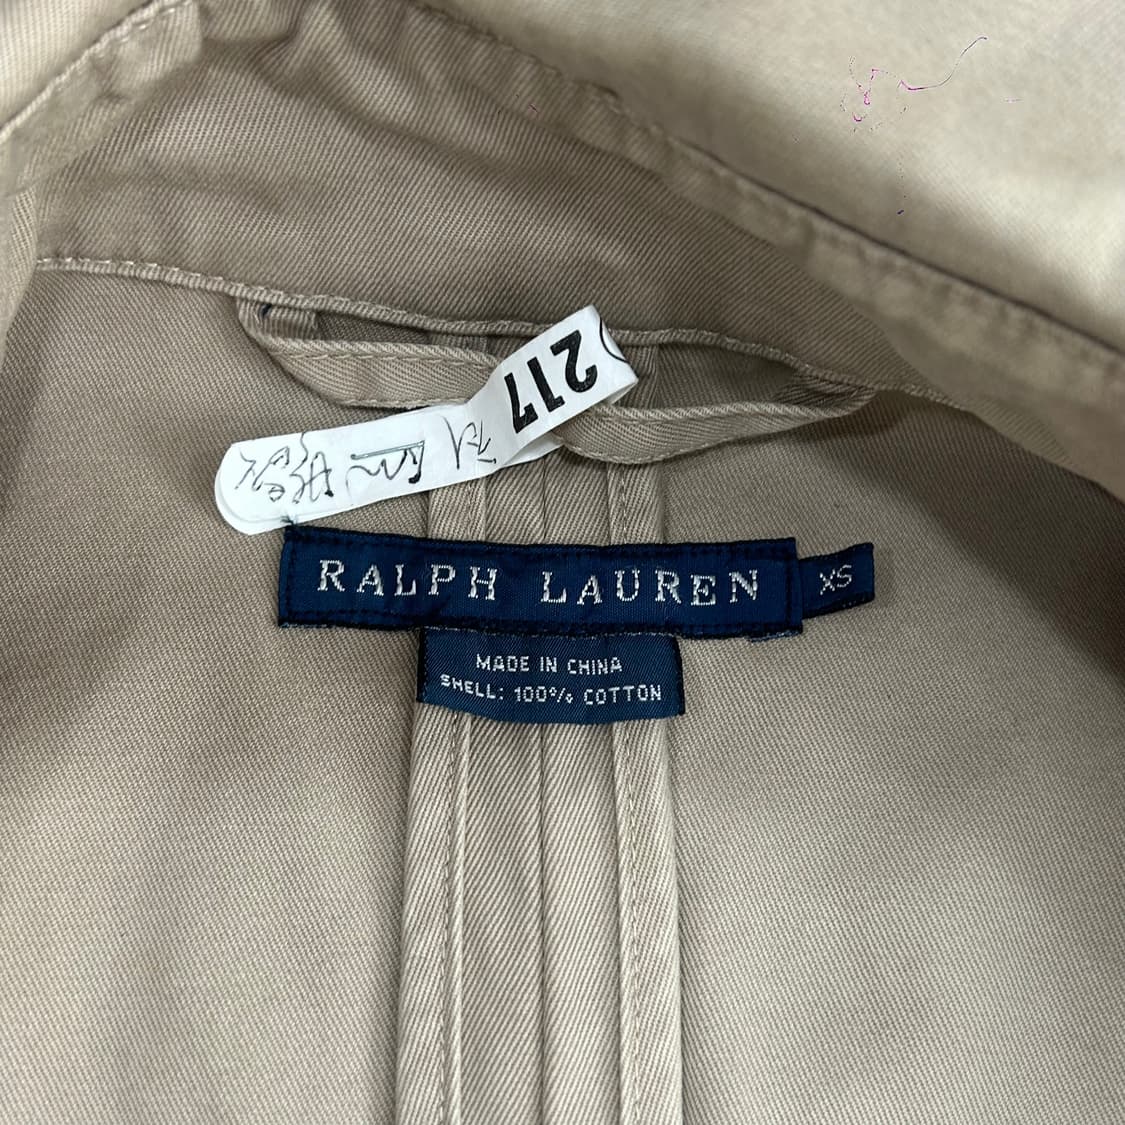 217
RALPH LAUREN
XS
MADE IN CHINA
SHELL: 100% COTTON